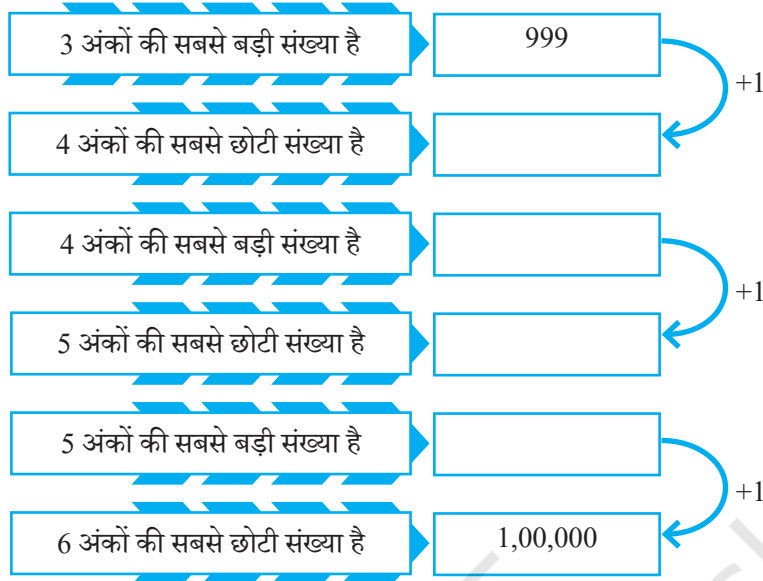 3 अंकों की सबसे बड़ी संख्या है 999
+1
4 अंकों की सबसे छोटी संख्या है
4 अंकों की सबसे बड़ी संख्या है
+1
5 अंकों की सबसे छोटी संख्या है
5 अंकों की सबसे बड़ी संख्या है
+1
6 अंकों की सबसे छोटी संख्या है 1,00,000